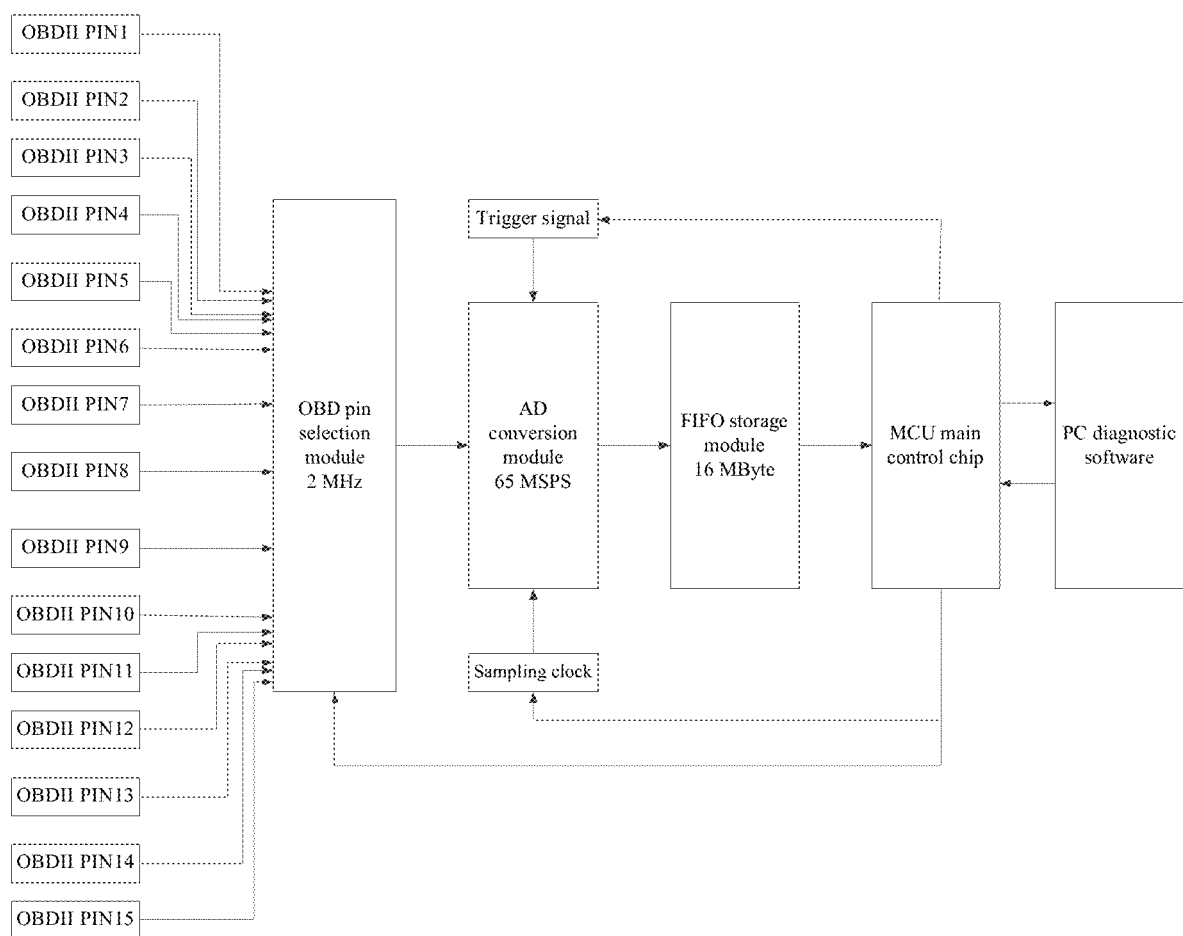 OBDII PIN1
OBDII PIN2
OBDII PIN3
OBDII PIN4
OBDII PIN5
OBDII PIN6
OBDII PIN7
OBDII PIN8
OBDII PIN9
OBDII PIN10
OBDII PIN11
OBDII PIN12
OBDII PIN13
OBDII PIN14
OBDII PIN15
OBD pin
selection
module
2 MHz
Trigger signal
AD
conversion
module
65 MSPS
Sampling clock
FIFO storage
module
16 MByte
MCU main
control chip
PC diagnostic
software